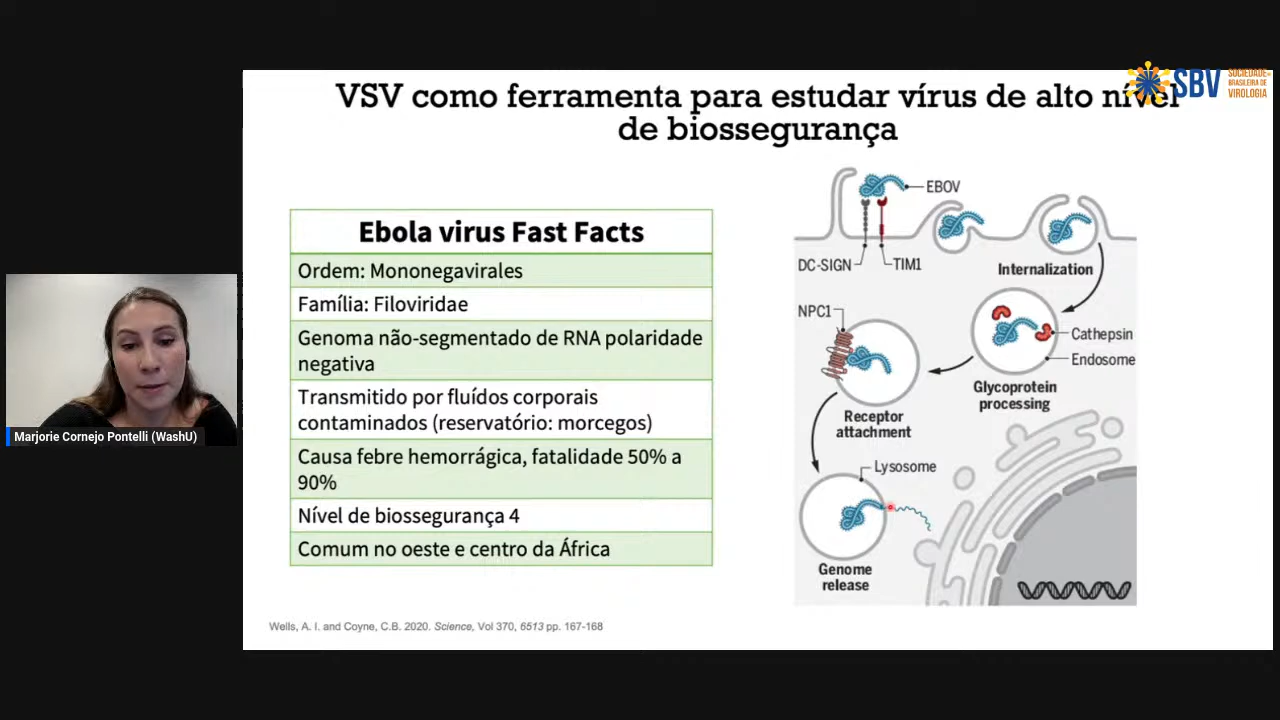 VSV como ferramenta para estudar vírus de alto nível
de biossegurança
SBV
SOCIEDADE
BRASILEIRA DE
VIROLOGIA
Ebola virus Fast Facts
Ordem: Mononegavirales
Família: Filoviridae
Genoma não-segmentado de RNA polaridade
negativa
Transmitido por fluídos corporais
contaminados (reservatório: morcegos)
Causa febre hemorrágica, fatalidade 50% a
90%
Nível de biossegurança 4
Comum no oeste e centro da África
EBOV
DC-SIGN
TIM1
Internalization
NPC1
Cathepsin
Endosome
Glycoprotein
processing
Receptor
attachment
Lysosome
Genome
release
Wells, A. I. and Coyne, C.B. 2020. Science, Vol 370, 6513 pp. 167-168
Marjorie Cornejo Pontelli (WashU)